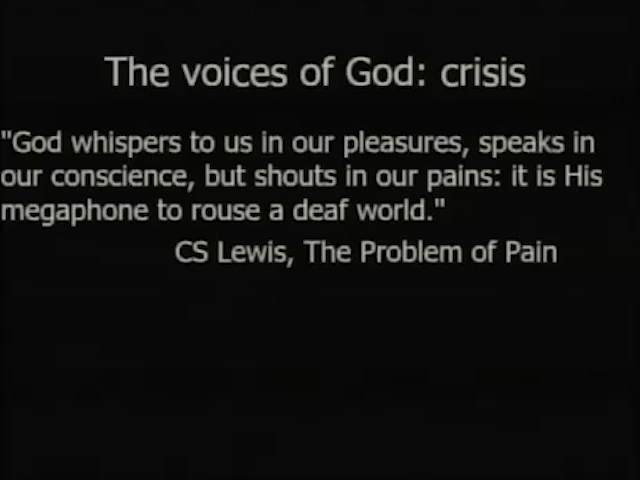 The voices of God: crisis
"God whispers to us in our pleasures, speaks in
our conscience, but shouts in our pains: it is His
megaphone to rouse a deaf world."
CS Lewis, The Problem of Pain